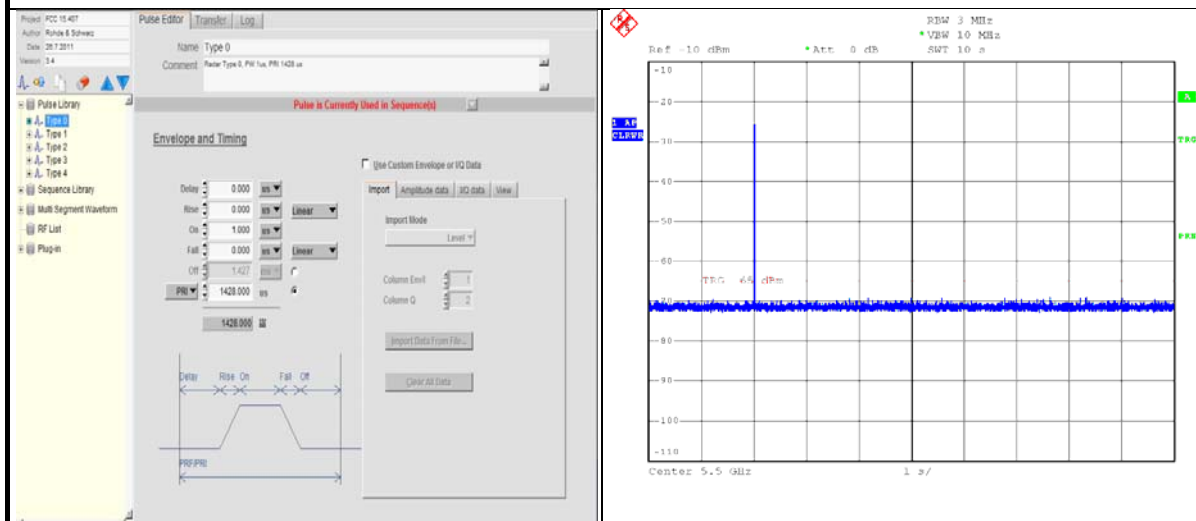 Project FCC 15.407
Author Rohde & Schwarz
Date 26.7.2011
Version 3.4
Pulse Library
Type 0
Type 1
Type 2
Type 3
Type 4
Sequence Library
Multi Segment Waveform
RF List
Plug-in
Pulse Editor Transfer Log
Name Type 0
Comment Radar Type 0, PW 1us, PRI 1428 us
Pulse is Currently Used in Sequence(s)
Envelope and Timing
Use Custom Envelope or I/Q Data
Delay 0.000 us
Rise 0.000 us Linear
On 1.000 us
Fall 0.000 us Linear
Off 1.427 ms
PRI 1428.000 us
1428.000
Import Amplitude data I/Q data View
Import Mode
Level
Column Env/I 1
Column Q 2
Import Data From File...
Clear All Data
Delay Rise On Fall Off
PRF/PRI
RBW 3 MHz
*VBW 10 MHz
Ref -10 dBm *Att 0 dB SWT 10 s
-10
-20
-30
-40
-50
-60
-70
-80
-90
-100
-110
1 AP
CLRWR
A
TRG
TRG -65 dBm
Center 5.5 GHz 1 s/